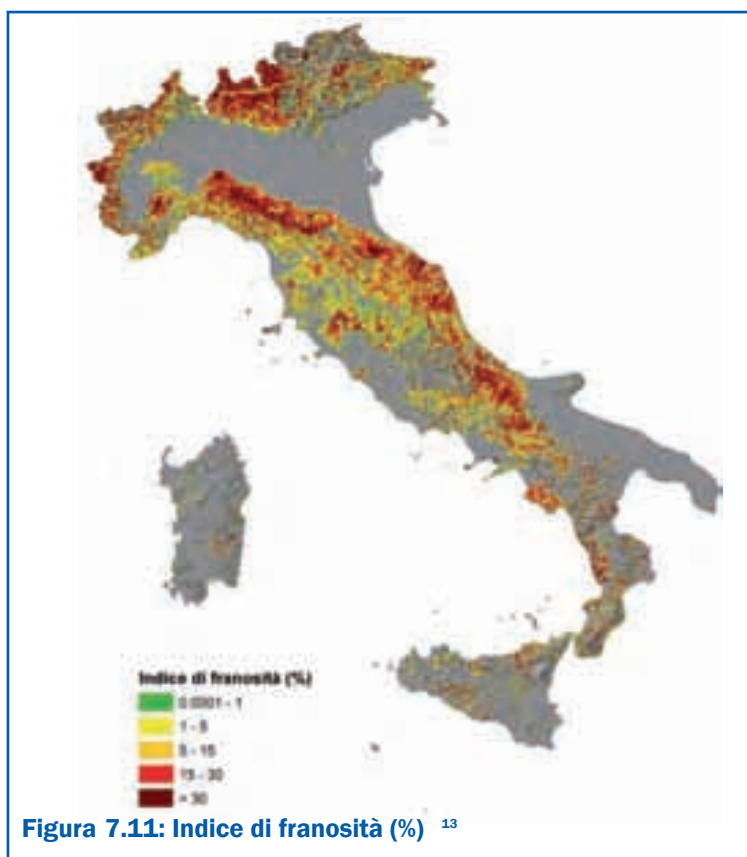 Indice di franosità (%)
0.0001 - 1
1 - 5
5 - 15
15 - 30
> 30
Figura 7.11: Indice di franosità (%) 13